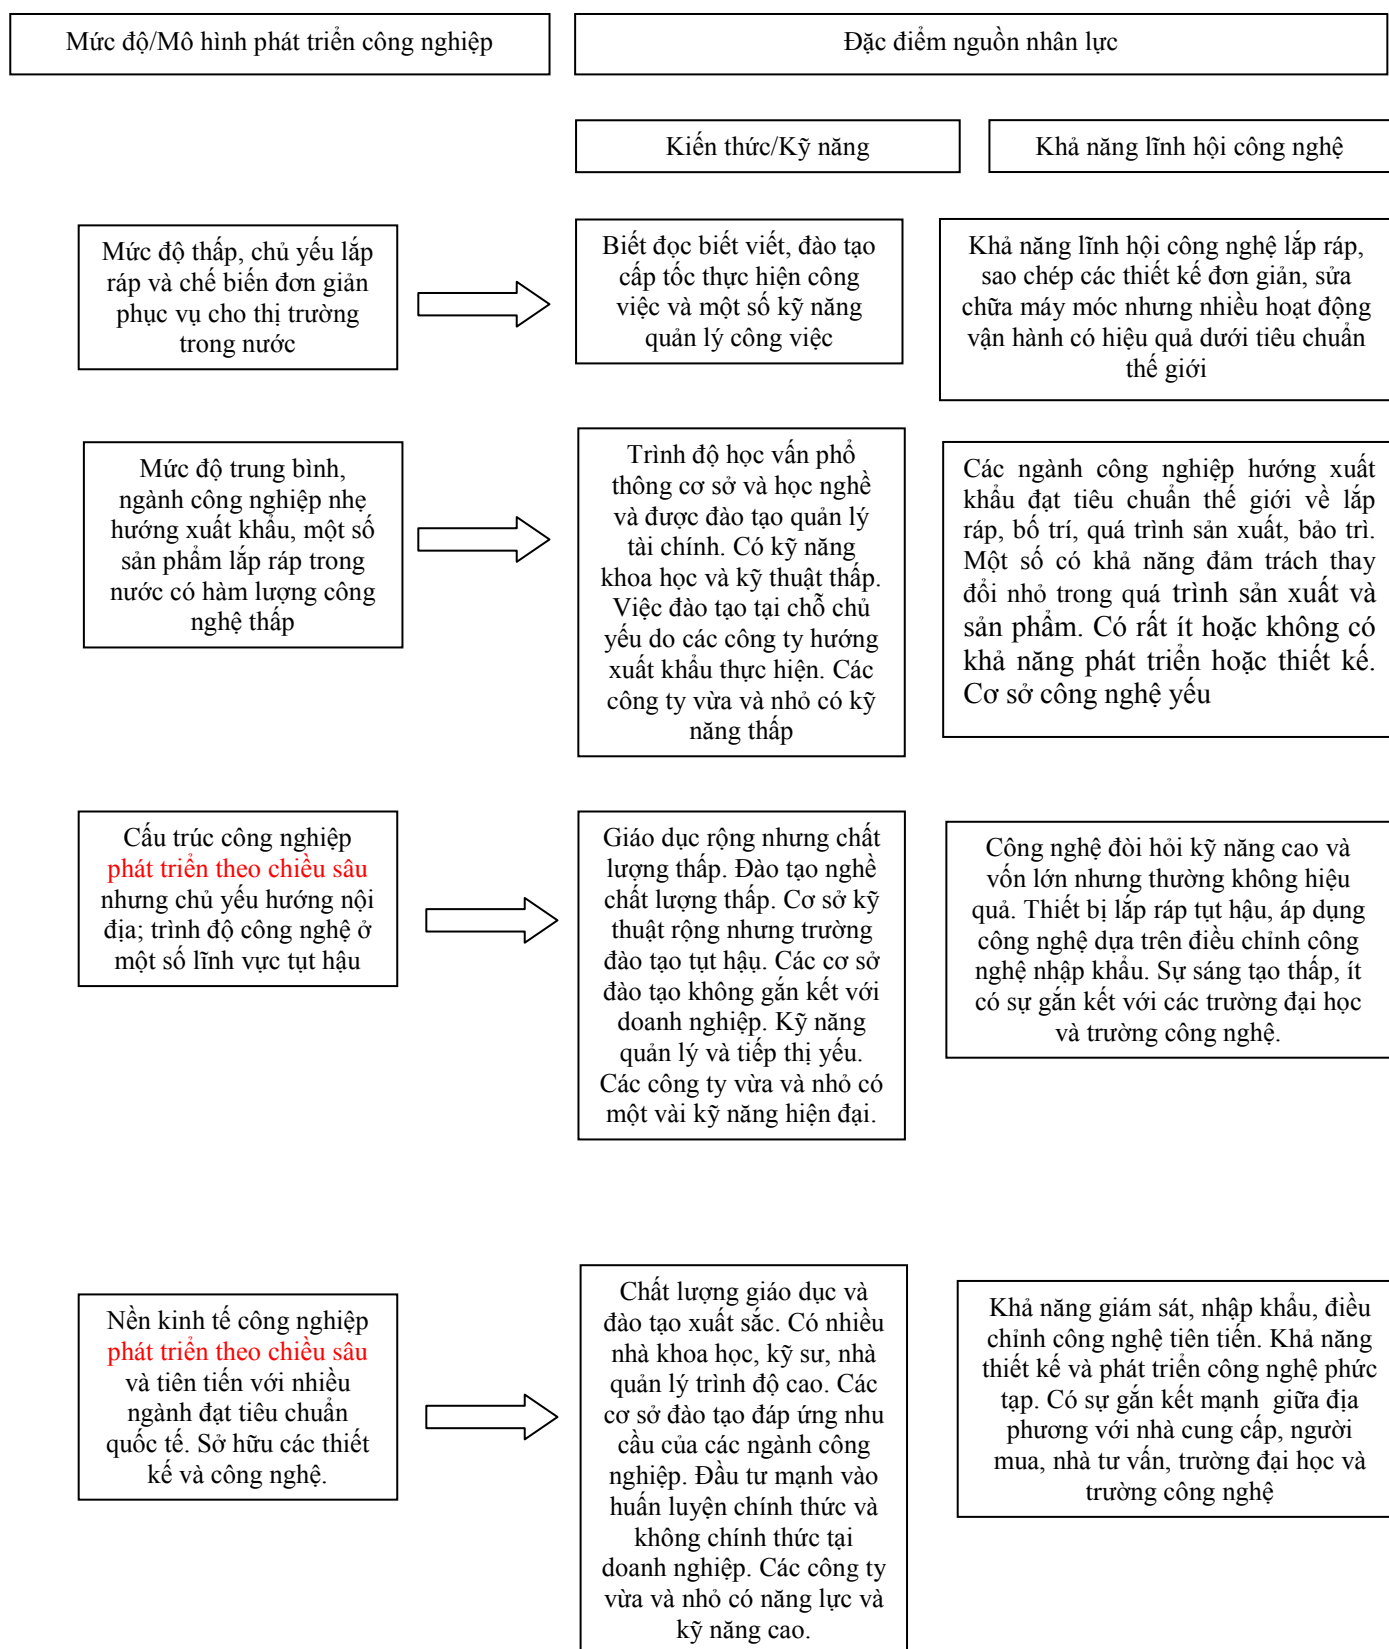 Mức độ/Mô hình phát triển công nghiệp
Đặc điểm nguồn nhân lực
Kiến thức/Kỹ năng
Khả năng lĩnh hội công nghệ
Mức độ thấp, chủ yếu lắp
ráp và chế biến đơn giản
phục vụ cho thị trường
trong nước
Biết đọc biết viết, đào tạo
cấp tốc thực hiện công
việc và một số kỹ năng
quản lý công việc
Khả năng lĩnh hội công nghệ lắp ráp,
sao chép các thiết kế đơn giản, sửa
chữa máy móc nhưng nhiều hoạt động
vận hành có hiệu quả dưới tiêu chuẩn
thế giới
Mức độ trung bình,
ngành công nghiệp nhẹ
hướng xuất khẩu, một số
sản phẩm lắp ráp trong
nước có hàm lượng công
nghệ thấp
Trình độ học vấn phổ
thông cơ sở và học nghề
và được đào tạo quản lý
tài chính. Có kỹ năng
khoa học và kỹ thuật thấp.
Việc đào tạo tại chỗ chủ
yếu do các công ty hướng
xuất khẩu thực hiện. Các
công ty vừa và nhỏ có kỹ
năng thấp
Các ngành công nghiệp hướng xuất
khẩu đạt tiêu chuẩn thế giới về lắp
ráp, bố trí, quá trình sản xuất, bảo trì.
Một số có khả năng đảm trách thay
đổi nhỏ trong quá trình sản xuất và
sản phẩm. Có rất ít hoặc không có
khả năng phát triển hoặc thiết kế.
Cơ sở công nghệ yếu
Cấu trúc công nghiệp
phát triển theo chiều sâu
nhưng chủ yếu hướng nội
địa; trình độ công nghệ ở
một số lĩnh vực tụt hậu
Giáo dục rộng nhưng chất
lượng thấp. Đào tạo nghề
chất lượng thấp. Cơ sở kỹ
thuật rộng nhưng trường
đào tạo tụt hậu. Các cơ sở
đào tạo không gắn kết với
doanh nghiệp. Kỹ năng
quản lý và tiếp thị yếu.
Các công ty vừa và nhỏ có
một vài kỹ năng hiện đại.
Công nghệ đòi hỏi kỹ năng cao và
vốn lớn nhưng thường không hiệu
quả. Thiết bị lắp ráp tụt hậu, áp dụng
công nghệ dựa trên điều chỉnh công
nghệ nhập khẩu. Sự sáng tạo thấp, ít
có sự gắn kết với các trường đại học
và trường công nghệ.
Nền kinh tế công nghiệp
phát triển theo chiều sâu
và tiên tiến với nhiều
ngành đạt tiêu chuẩn
quốc tế. Sở hữu các thiết
kế và công nghệ.
Chất lượng giáo dục và
đào tạo xuất sắc. Có nhiều
nhà khoa học, kỹ sư, nhà
quản lý trình độ cao. Các
cơ sở đào tạo đáp ứng nhu
cầu của các ngành công
nghiệp. Đầu tư mạnh vào
huấn luyện chính thức và
không chính thức tại
doanh nghiệp. Các công ty
vừa và nhỏ có năng lực và
kỹ năng cao.
Khả năng giám sát, nhập khẩu, điều
chỉnh công nghệ tiên tiến. Khả năng
thiết kế và phát triển công nghệ phức
tạp. Có sự gắn kết mạnh giữa địa
phương với nhà cung cấp, người
mua, nhà tư vấn, trường đại học và
trường công nghệ